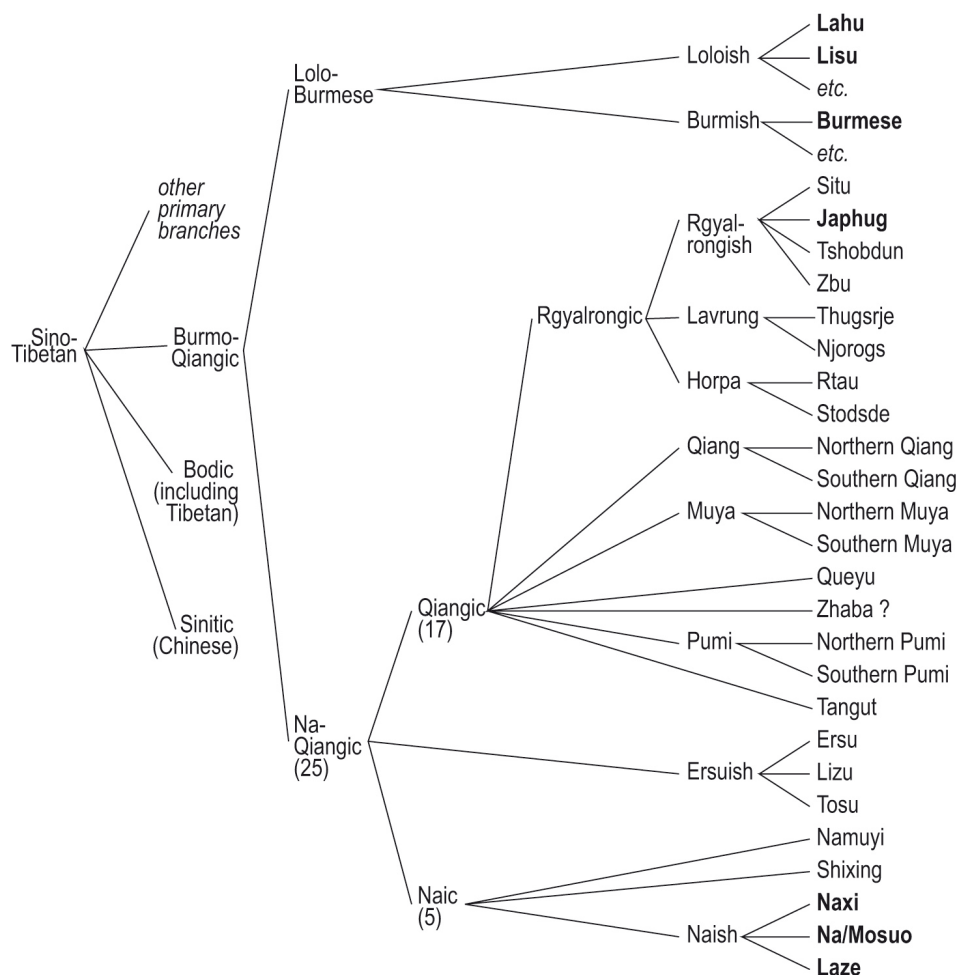 Sino-
Tibetan
other
primary
branches
Burmo-
Qiangic
Bodic
(including
Tibetan)
Sinitic
(Chinese)
Lolo-
Burmese
Na-
Qiangic
(25)
Loloish
Lahu
Lisu
etc.
Burmish
Burmese
etc.
Qiangic
(17)
Rgyalrongic
Rgyal-
rongish
Situ
Japhug
Tshobdun
Zbu
Lavrung
Thugsrje
Njorogs
Horpa
Rtau
Stodsde
Qiang
Northern Qiang
Southern Qiang
Muya
Northern Muya
Southern Muya
Queyu
Zhaba ?
Pumi
Northern Pumi
Southern Pumi
Tangut
Ersuish
Ersu
Lizu
Tosu
Naic
(5)
Namuyi
Shixing
Naish
Naxi
Na/Mosuo
Laze